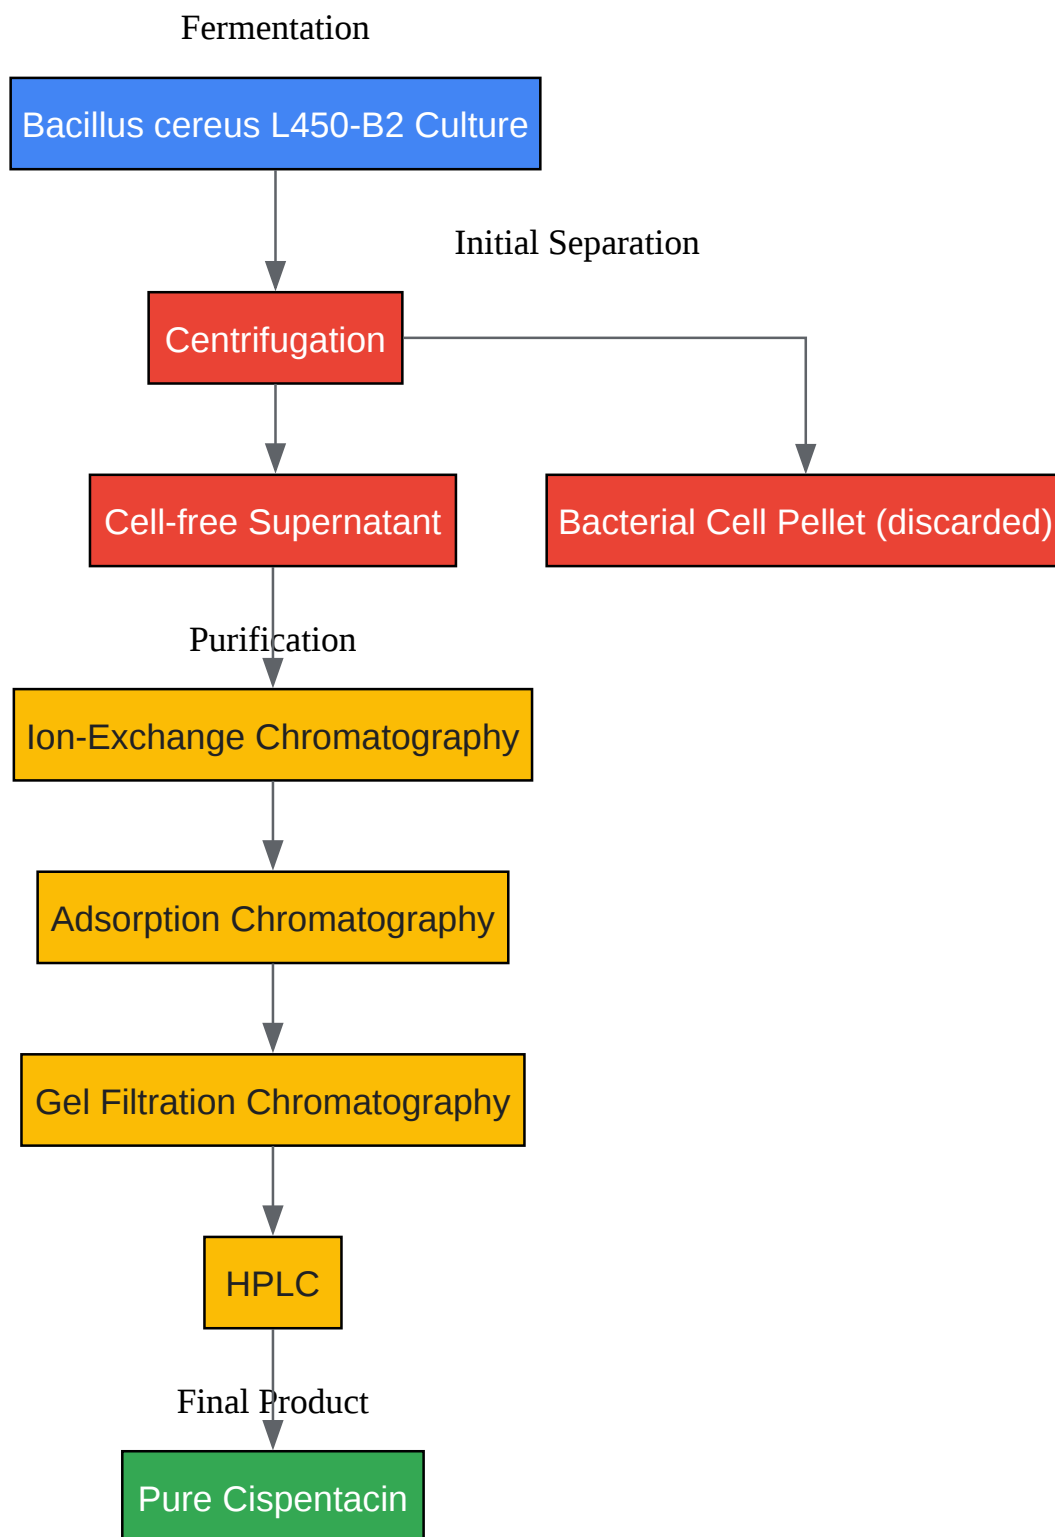 Fermentation
Bacillus cereus L450-B2 Culture
Initial Separation
Centrifugation
Cell-free Supernatant
Bacterial Cell Pellet (discarded)
Purification
Ion-Exchange Chromatography
Adsorption Chromatography
Gel Filtration Chromatography
HPLC
Final Product
Pure Cispentacin